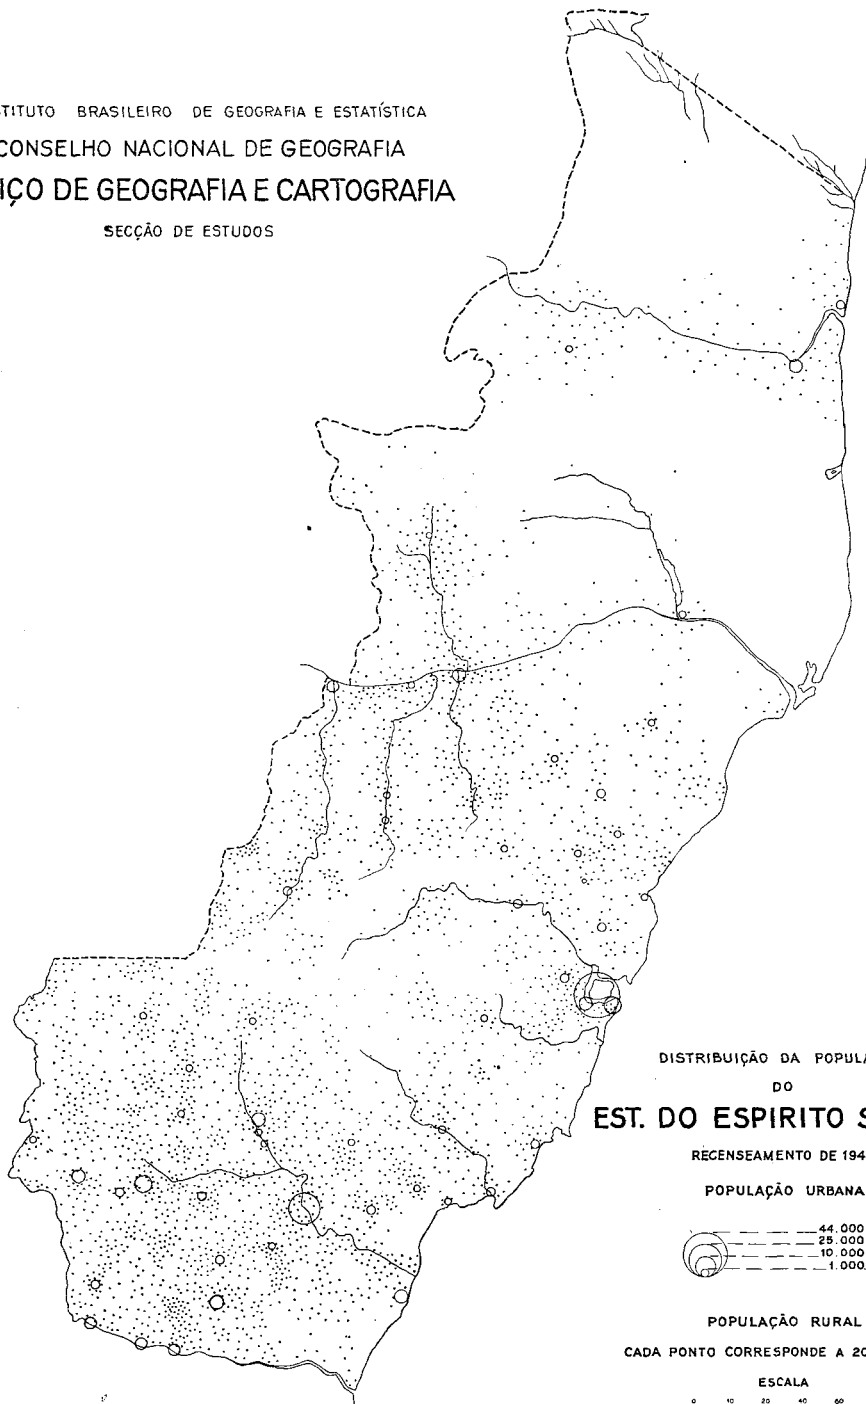 TITUTO BRASILEIRO DE GEOGRAFIA E ESTATÍSTICA
CONSELHO NACIONAL DE GEOGRAFIA
IÇO DE GEOGRAFIA E CARTOGRAFIA
SECÇÃO DE ESTUDOS
DISTRIBUIÇÃO DA POPUL
DO
EST. DO ESPIRITO S
RECENSEAMENTO DE 194
POPULAÇÃO URBANA
44.000
25.000
10.000
1.000
POPULAÇÃO RURAL
CADA PONTO CORRESPONDE A 20
ESCALA
0 10 20 40 60